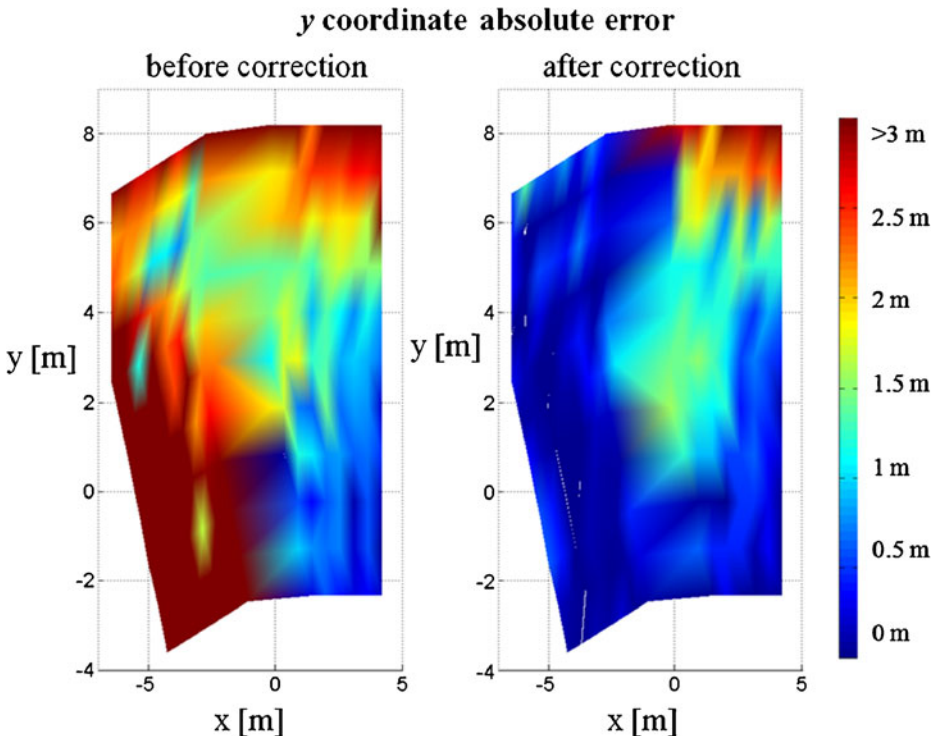 y coordinate absolute error
before correction
after correction
8
6
4
2
0
-2
-4
y [m]
-5
0
5
x [m]
8
6
4
2
0
-2
-4
y [m]
-5
0
5
x [m]
>3 m
2.5 m
2 m
1.5 m
1 m
0.5 m
0 m